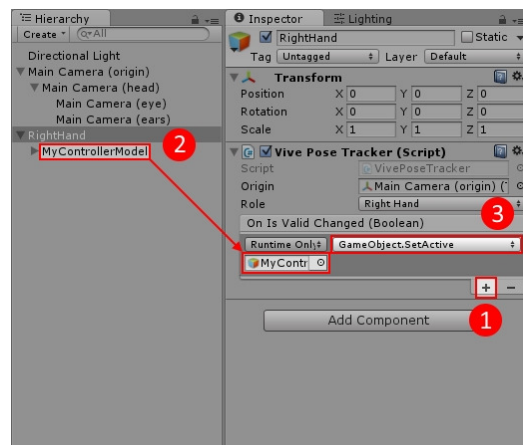 Hierarchy
Create
All
Directional Light
Main Camera (origin)
Main Camera (head)
Main Camera (eye)
Main Camera (ears)
RightHand
MyControllerModel
2
Inspector
Lighting
RightHand
Static
Tag Untagged Layer Default
Transform
Position X 0 Y 0 Z 0
Rotation X 0 Y 0 Z 0
Scale X 1 Y 1 Z 1
Vive Pose Tracker (Script)
Script VivePoseTracker
Origin Main Camera (origin) (T
Role Right Hand
3
On Is Valid Changed (Boolean)
Runtime Only GameObject.SetActive
MyContr
+ −
1
Add Component